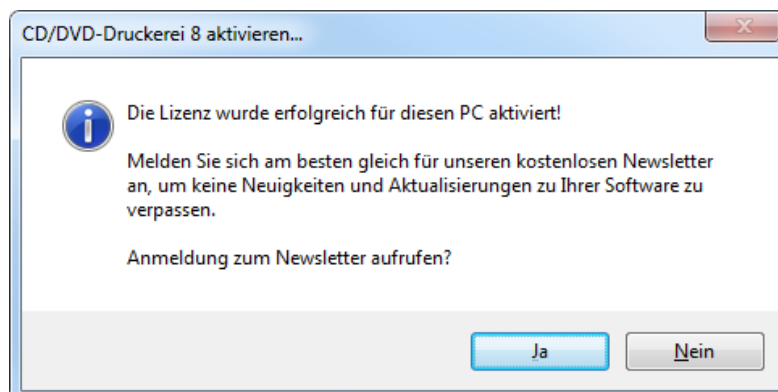 CD/DVD-Druckerei 8 aktivieren...
Die Lizenz wurde erfolgreich für diesen PC aktiviert!
Melden Sie sich am besten gleich für unseren kostenlosen Newsletter
an, um keine Neuigkeiten und Aktualisierungen zu Ihrer Software zu
verpassen.
Anmeldung zum Newsletter aufrufen?
Ja
Nein